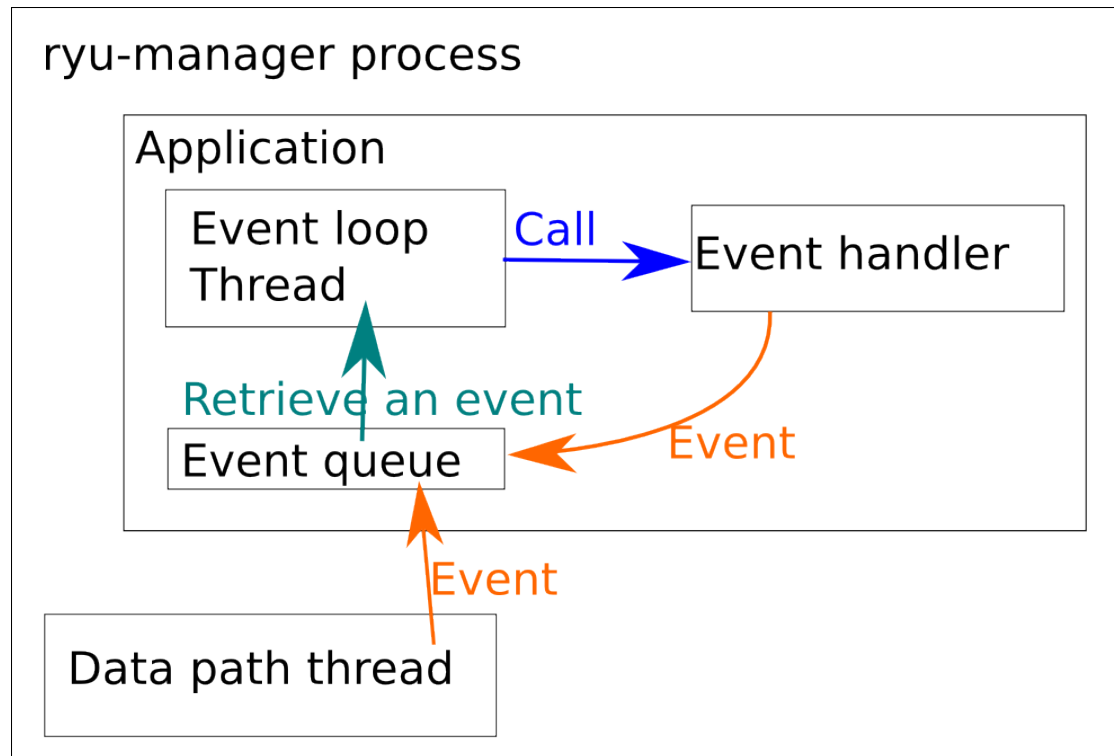 ryu-manager process
Application
Event loop
Thread
Call
Event handler
Retrieve an event
Event queue
Event
Event
Data path thread